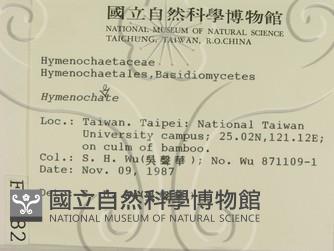 國立自然科學博物館
NATIONAL MUSEUM OF NATURAL SCIENCE
TAICHUNG, TAIWAN, R.O.CHINA
Hymenochaetaceae
Hymenochaetales, Basidiomycetes
Hymenochate
Loc.: Taiwan. Taipei: National Taiwan
University campus; 25.02N,121.12E;
on culm of bamboo.
Col.: S. H. Wu(吳聲華); No. Wu 871109-1
Date: Nov. 09, 1987
國立自然科學博物館
NATIONAL MUSEUM OF NATURAL SCIENCE